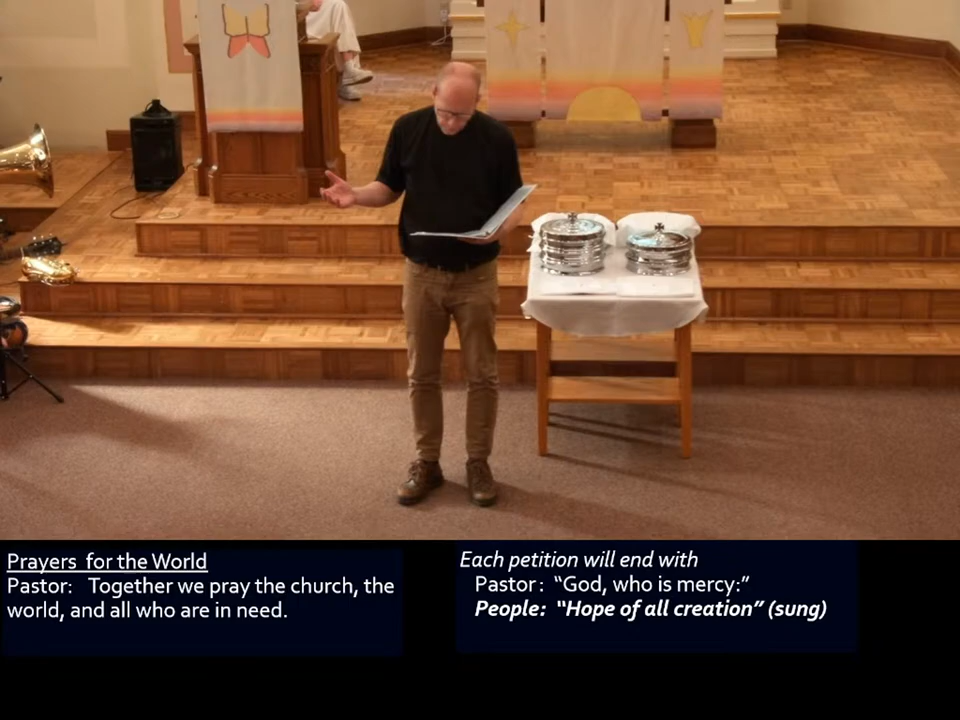 Prayers for the World
Pastor: Together we pray the church, the
world, and all who are in need.
Each petition will end with
Pastor: “God, who is mercy:”
People: “Hope of all creation” (sung)